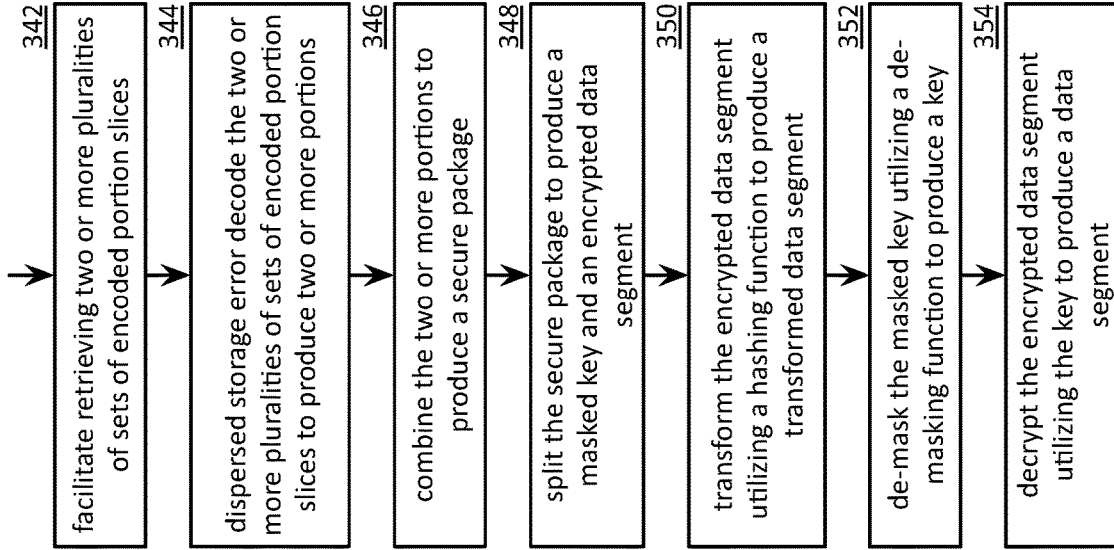 342
facilitate retrieving two or more pluralities
of sets of encoded portion slices
344
dispersed storage error decode the two or
more pluralities of sets of encoded portion
slices to produce two or more portions
346
combine the two or more portions to
produce a secure package
348
split the secure package to produce a
masked key and an encrypted data
segment
350
transform the encrypted data segment
utilizing a hashing function to produce a
transformed data segment
352
de-mask the masked key utilizing a de-
masking function to produce a key
354
decrypt the encrypted data segment
utilizing the key to produce a data
segment